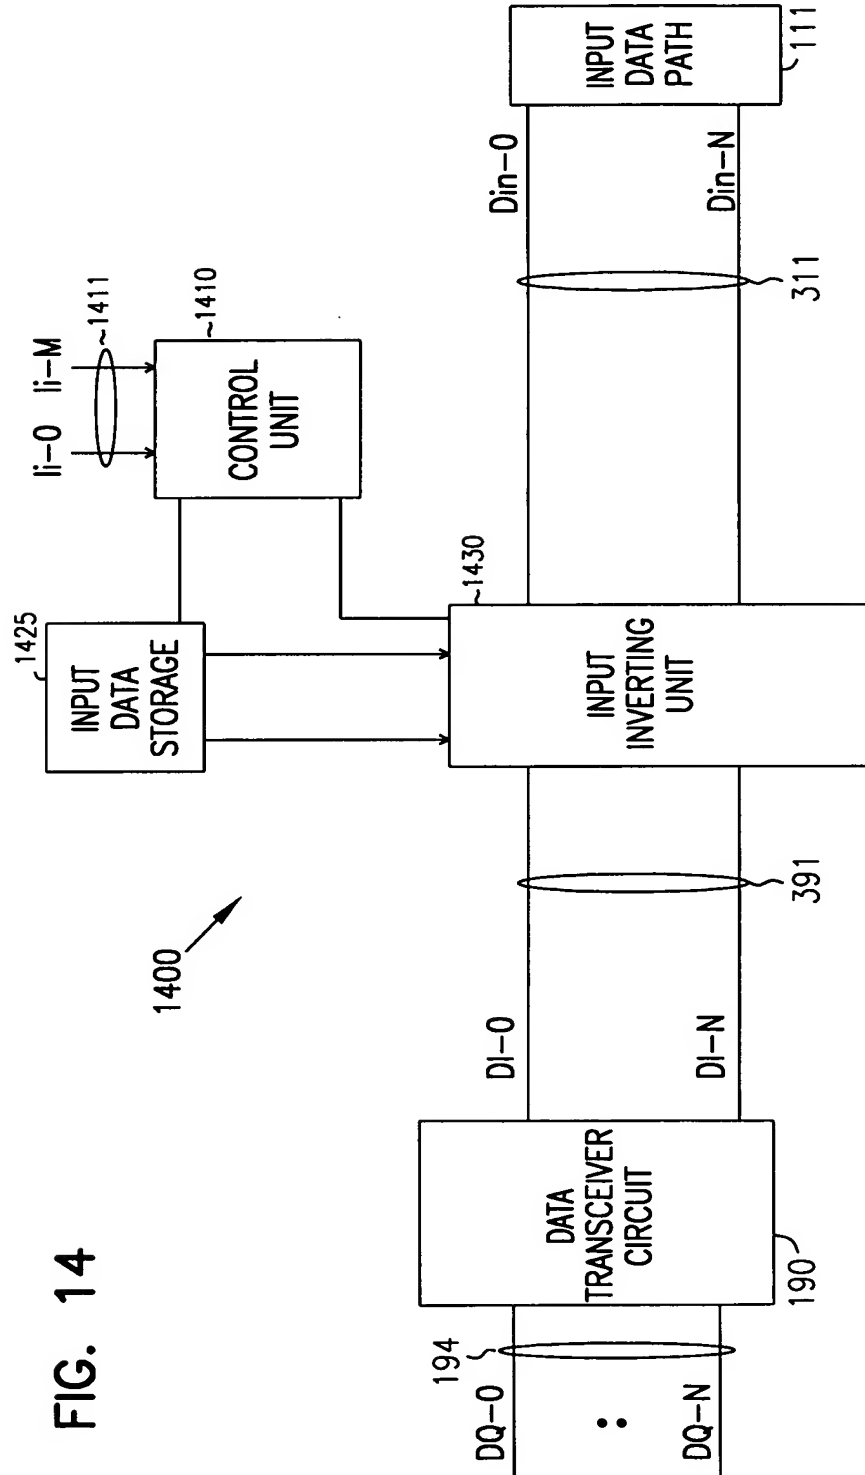 FIG. 14
1400
DQ-0
DQ-N
194
DATA
TRANSCEIVER
CIRCUIT
190
DI-0
DI-N
391
INPUT
DATA
STORAGE
1425
INPUT
INVERTING
UNIT
1430
Ii-0
Ii-M
1411
CONTROL
UNIT
1410
Din-0
Din-N
311
INPUT
DATA
PATH
111